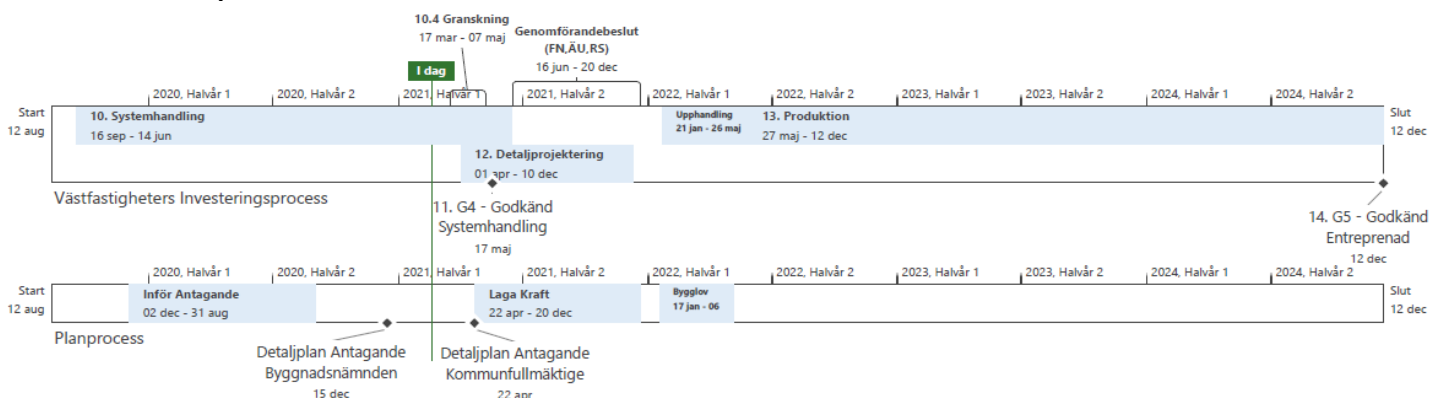 10.4 Granskning
17 mar - 07 maj
Genomförandebeslut
(FN,ÄU,RS)
16 jun - 20 dec
I dag
2020, Halvår 1
2020, Halvår 2
2021, Halvår 1
2021, Halvår 2
2022, Halvår 1
2022, Halvår 2
2023, Halvår 1
2023, Halvår 2
2024, Halvår 1
2024, Halvår 2
Start
12 aug
10. Systemhandling
16 sep - 14 jun
Upphandling
21 jan - 26 maj
13. Produktion
27 maj - 12 dec
Slut
12 dec
12. Detaljprojektering
01 apr - 10 dec
Västfastigheters Investeringsprocess
11. G4 - Godkänd
Systemhandling
17 maj
14. G5 - Godkänd
Entreprenad
12 dec
2020, Halvår 1
2020, Halvår 2
2021, Halvår 1
2021, Halvår 2
2022, Halvår 1
2022, Halvår 2
2023, Halvår 1
2023, Halvår 2
2024, Halvår 1
2024, Halvår 2
Start
12 aug
Inför Antagande
02 dec - 31 aug
Laga Kraft
22 apr - 20 dec
Bygglov
17 jan - 06
Slut
12 dec
Planprocess
Detaljplan Antagande
Byggnadsnämnden
15 dec
Detaljplan Antagande
Kommunfullmäktige
22 apr